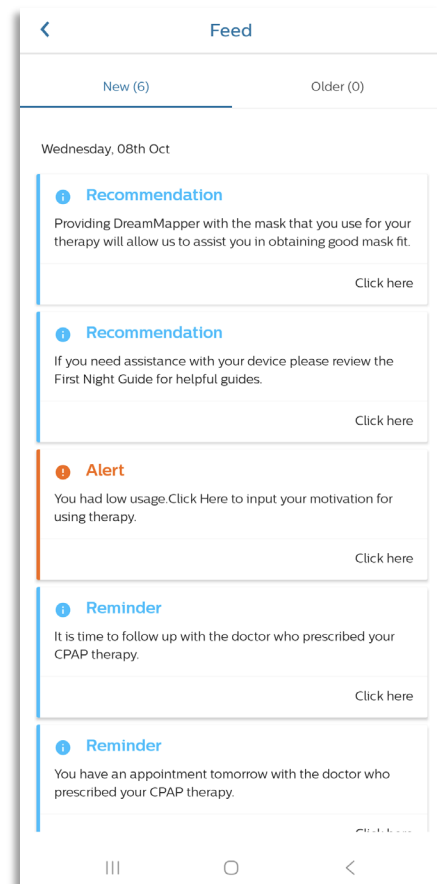 Feed
New (6)
Older (0)
Wednesday, 08th Oct
Recommendation
Providing DreamMapper with the mask that you use for your
therapy will allow us to assist you in obtaining good mask fit.
Click here
Recommendation
If you need assistance with your device please review the
First Night Guide for helpful guides.
Click here
Alert
You had low usage.Click Here to input your motivation for
using therapy.
Click here
Reminder
It is time to follow up with the doctor who prescribed your
CPAP therapy.
Click here
Reminder
You have an appointment tomorrow with the doctor who
prescribed your CPAP therapy.